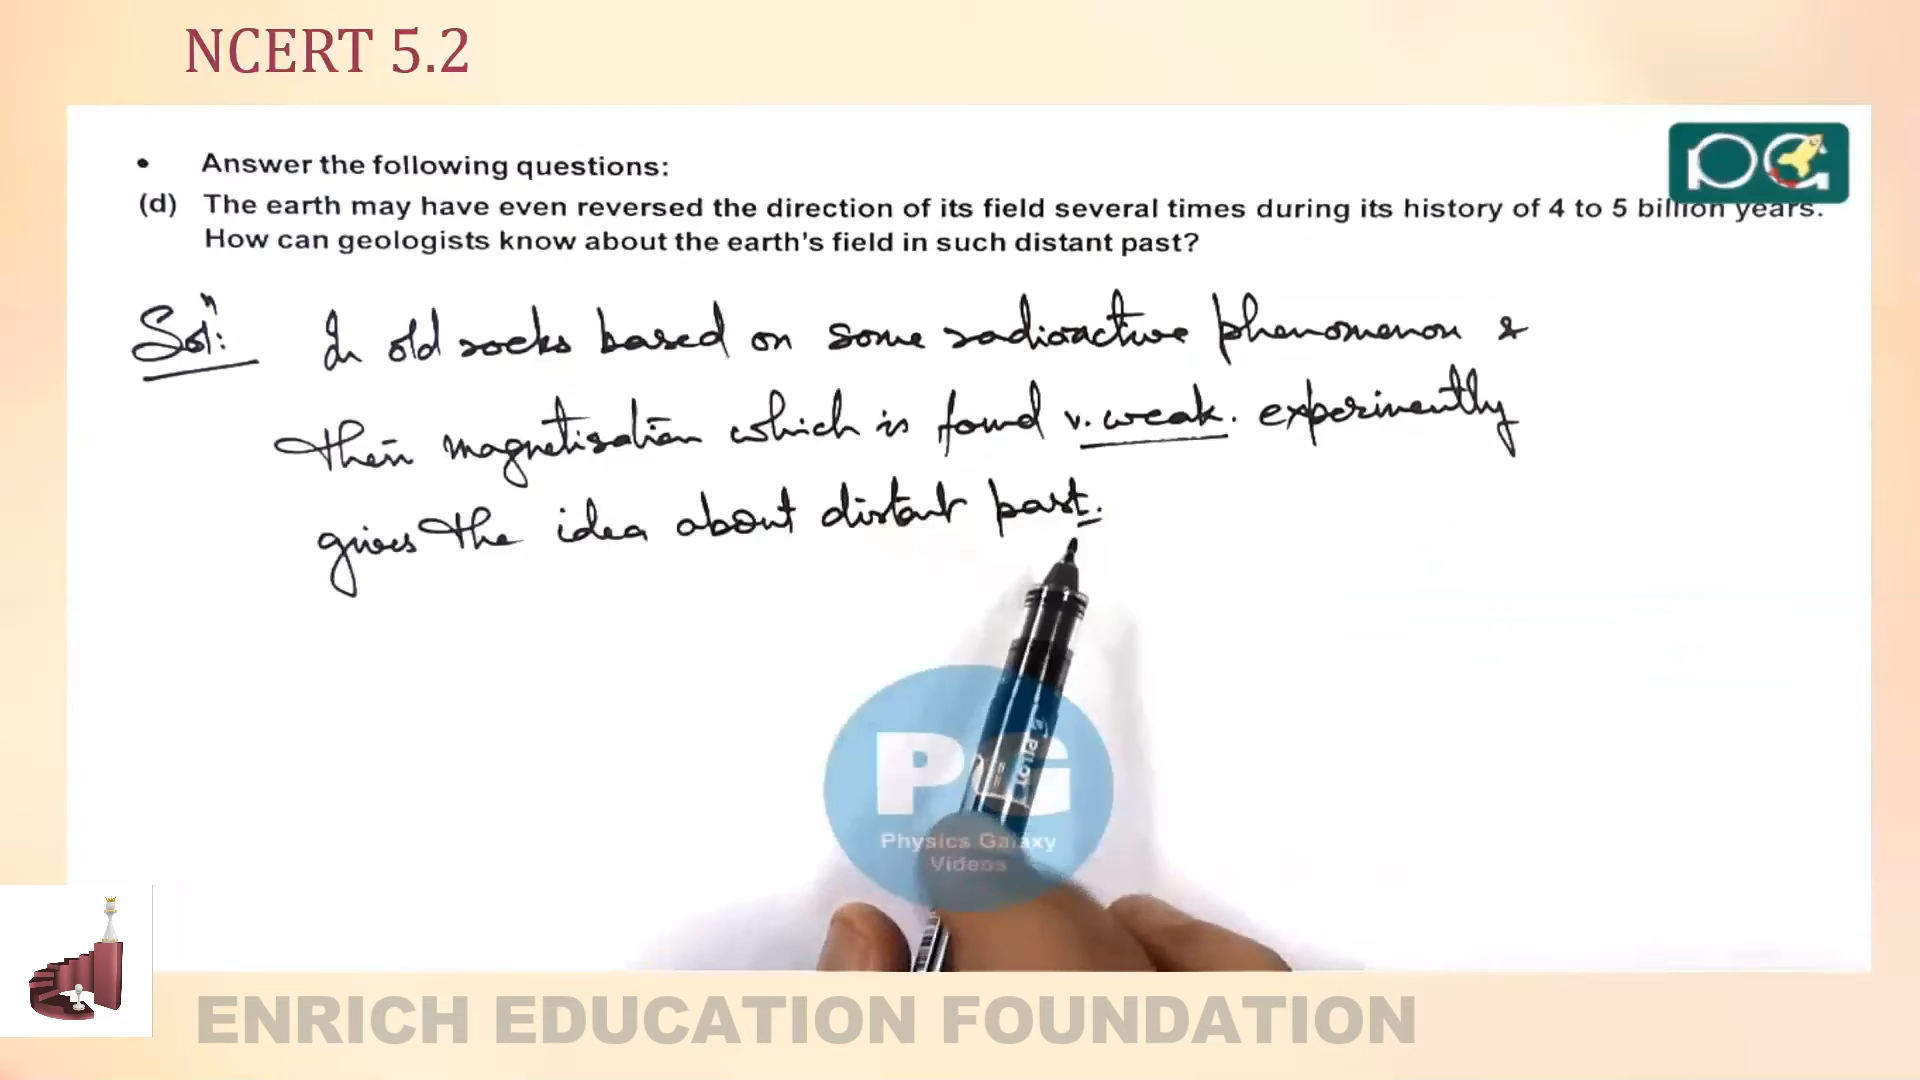 NCERT 5.2
• Answer the following questions:
(d) The earth may have even reversed the direction of its field several times during its history of 4 to 5 billion years.
How can geologists know about the earth's field in such distant past?
Solⁿ: In old rocks based on some radioactive phenomenon &
their magnetisation which is found v. weak. experimently
gives the idea about distant past.
PILOT
PG
Physics Galaxy
Videos
ENRICH EDUCATION FOUNDATION